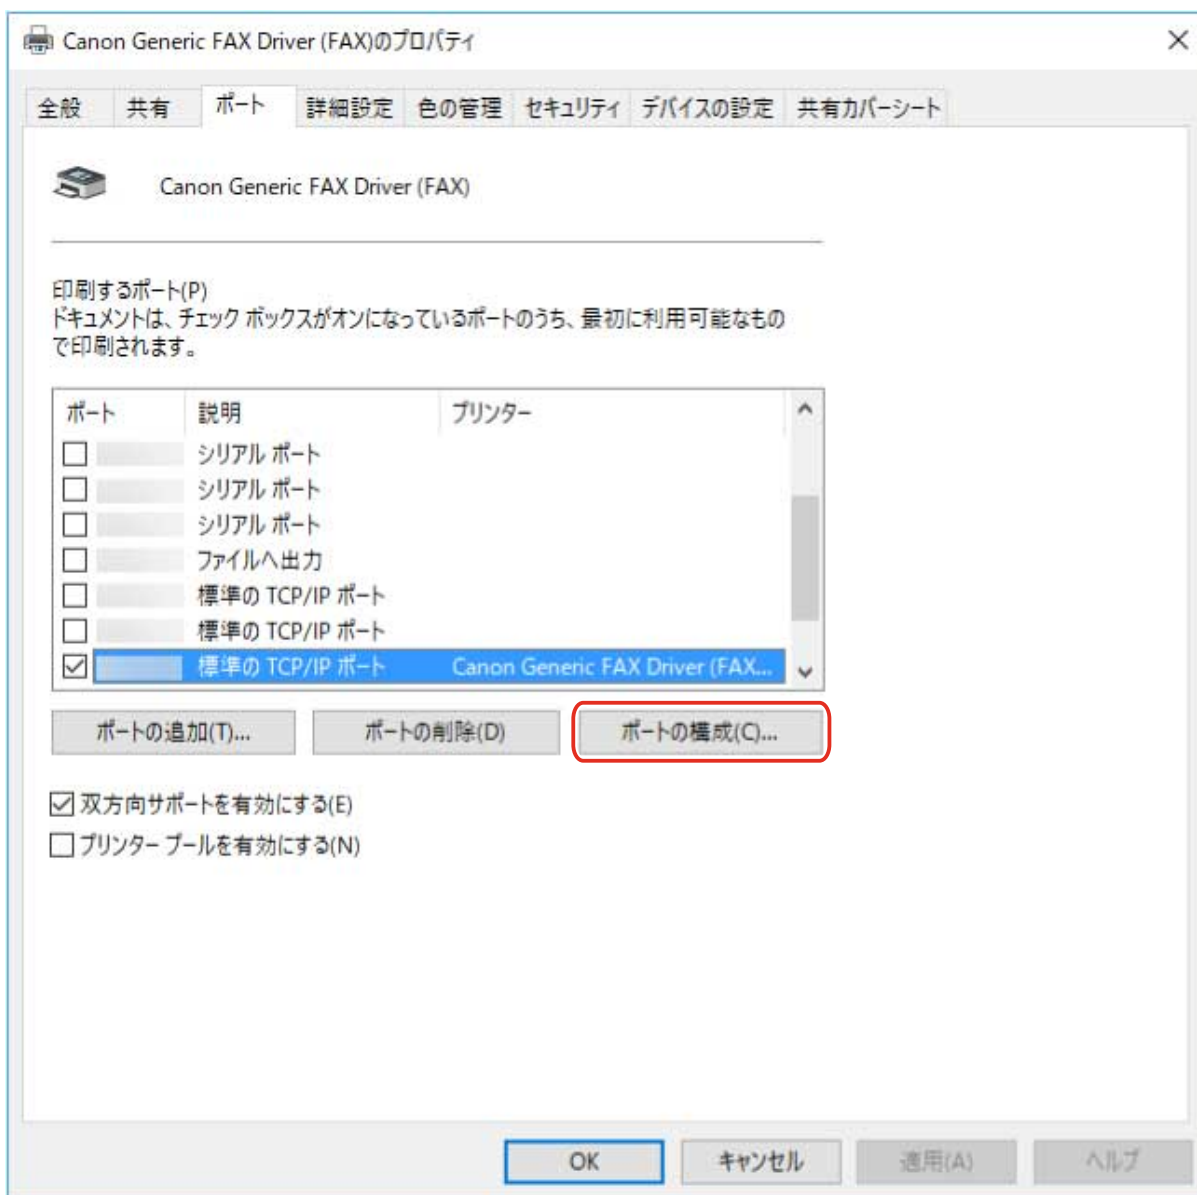 Canon Generic FAX Driver (FAX)のプロパティ
全般 共有 ポート 詳細設定 色の管理 セキュリティ デバイスの設定 共有カバーシート
Canon Generic FAX Driver (FAX)
印刷するポート(P)
ドキュメントは、チェック ボックスがオンになっているポートのうち、最初に利用可能なもの
で印刷されます。
ポート 説明 プリンター
シリアル ポート
シリアル ポート
シリアル ポート
ファイルへ出力
標準の TCP/IP ポート
標準の TCP/IP ポート
標準の TCP/IP ポート Canon Generic FAX Driver (FAX...
ポートの追加(T)... ポートの削除(D) ポートの構成(C)...
双方向サポートを有効にする(E)
プリンター プールを有効にする(N)
OK キャンセル 適用(A) ヘルプ